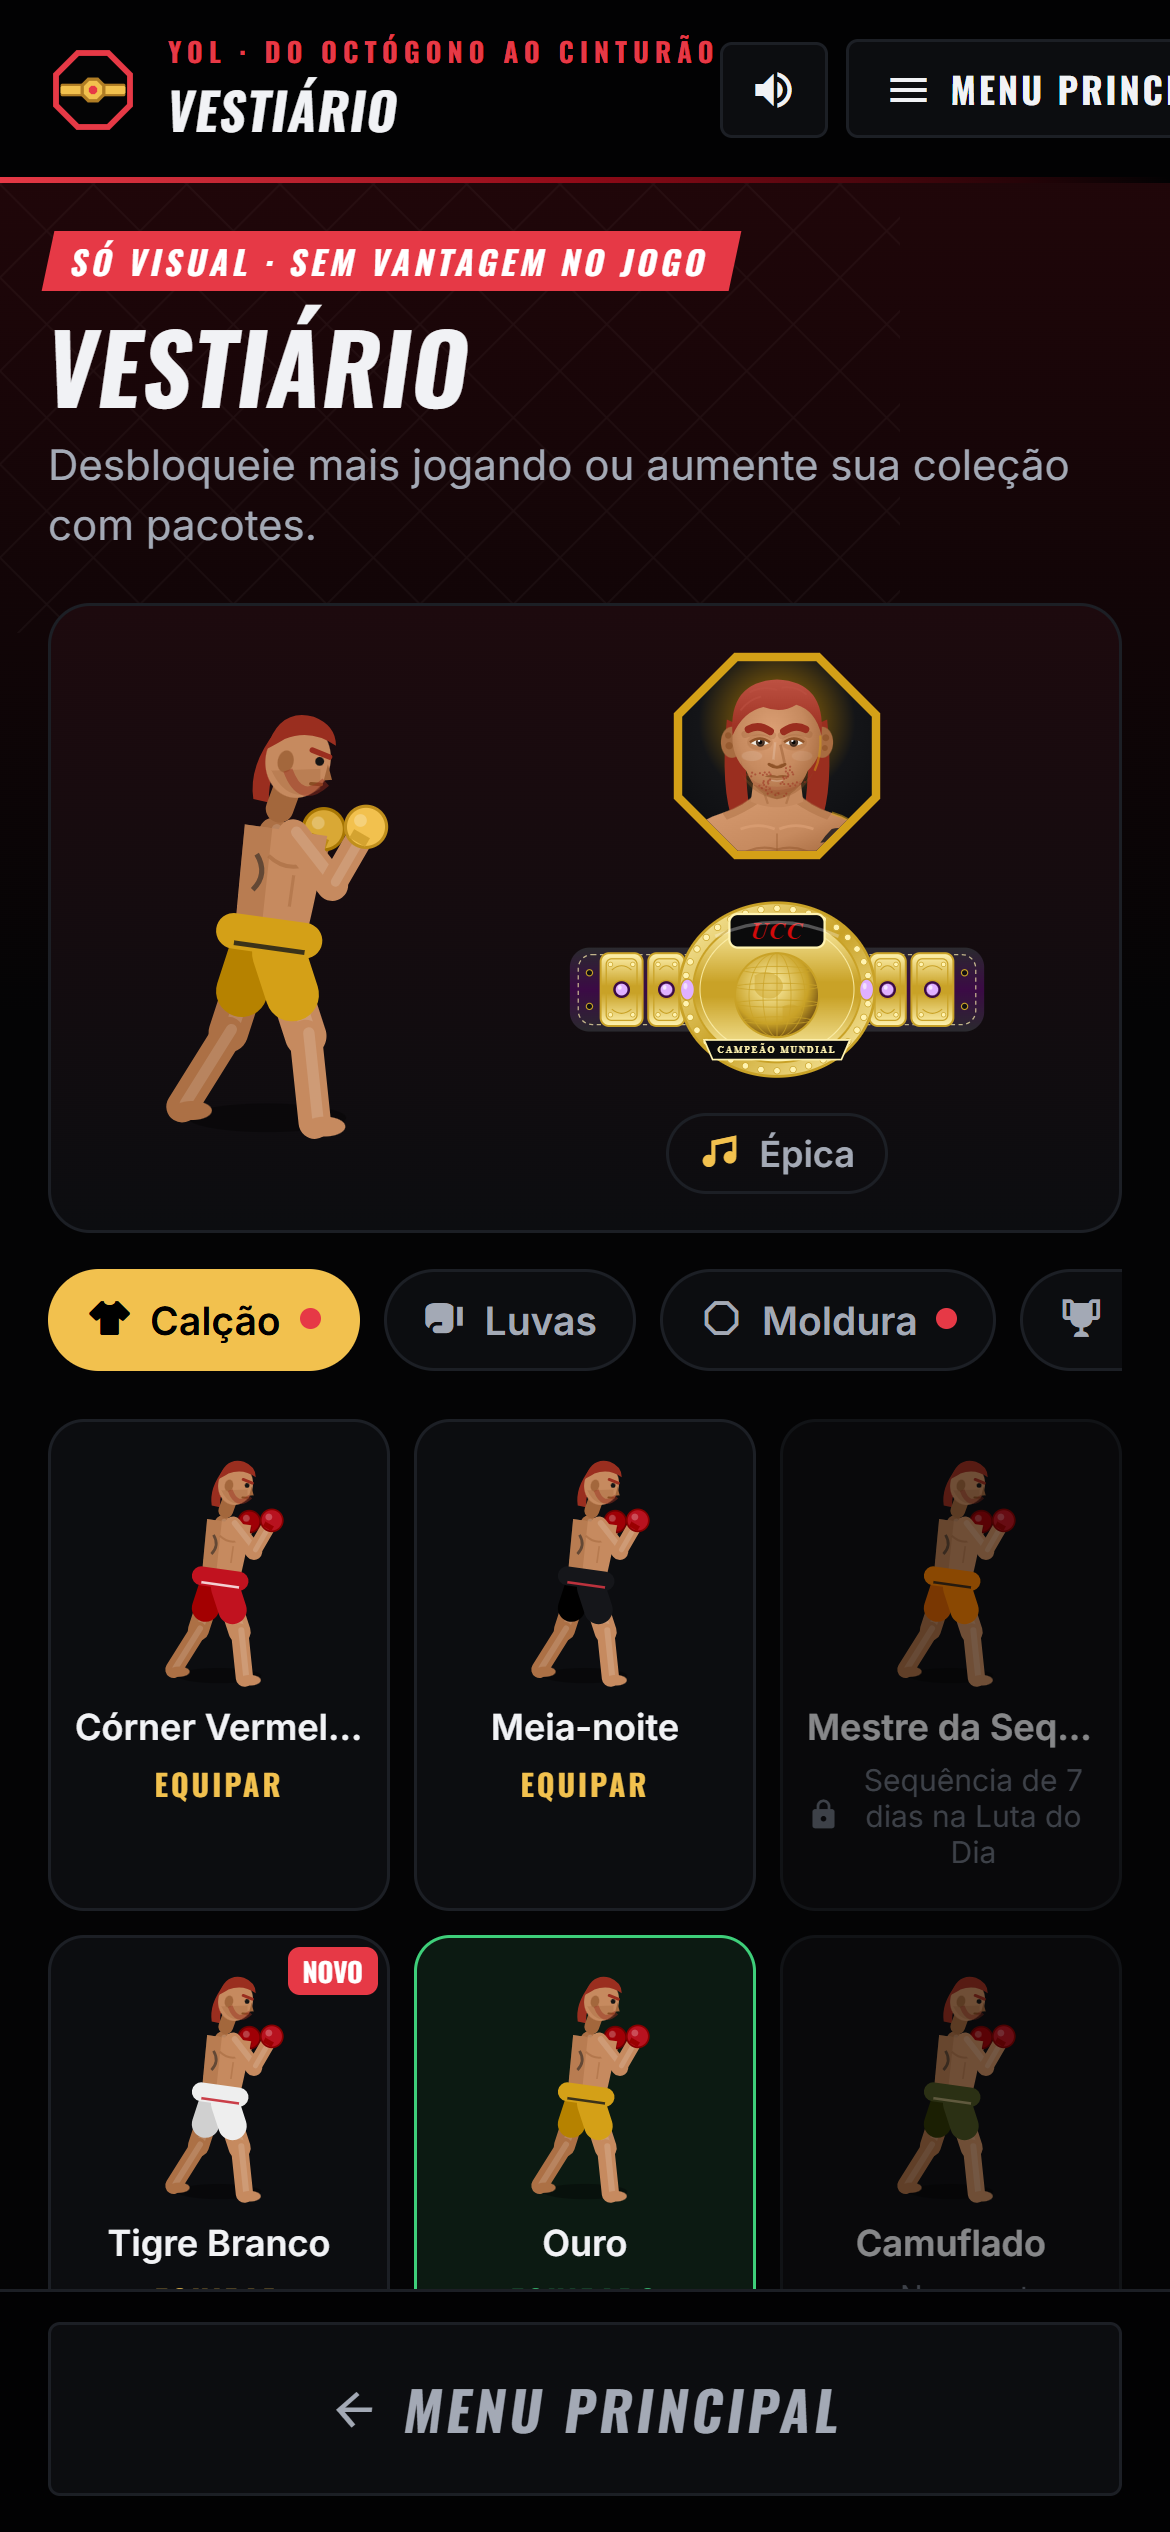 YOL · DO OCTÓGONO AO CINTURÃO
VESTIÁRIO
MENU PRINC
SÓ VISUAL · SEM VANTAGEM NO JOGO
VESTIÁRIO
Desbloqueie mais jogando ou aumente sua coleção
com pacotes.
UCC
CAMPEÃO MUNDIAL
Épica
Calção
Luvas
Moldura
Córner Vermel...
EQUIPAR
Meia-noite
EQUIPAR
Mestre da Seq...
Sequência de 7
dias na Luta do
Dia
NOVO
Tigre Branco
Ouro
Camuflado
MENU PRINCIPAL